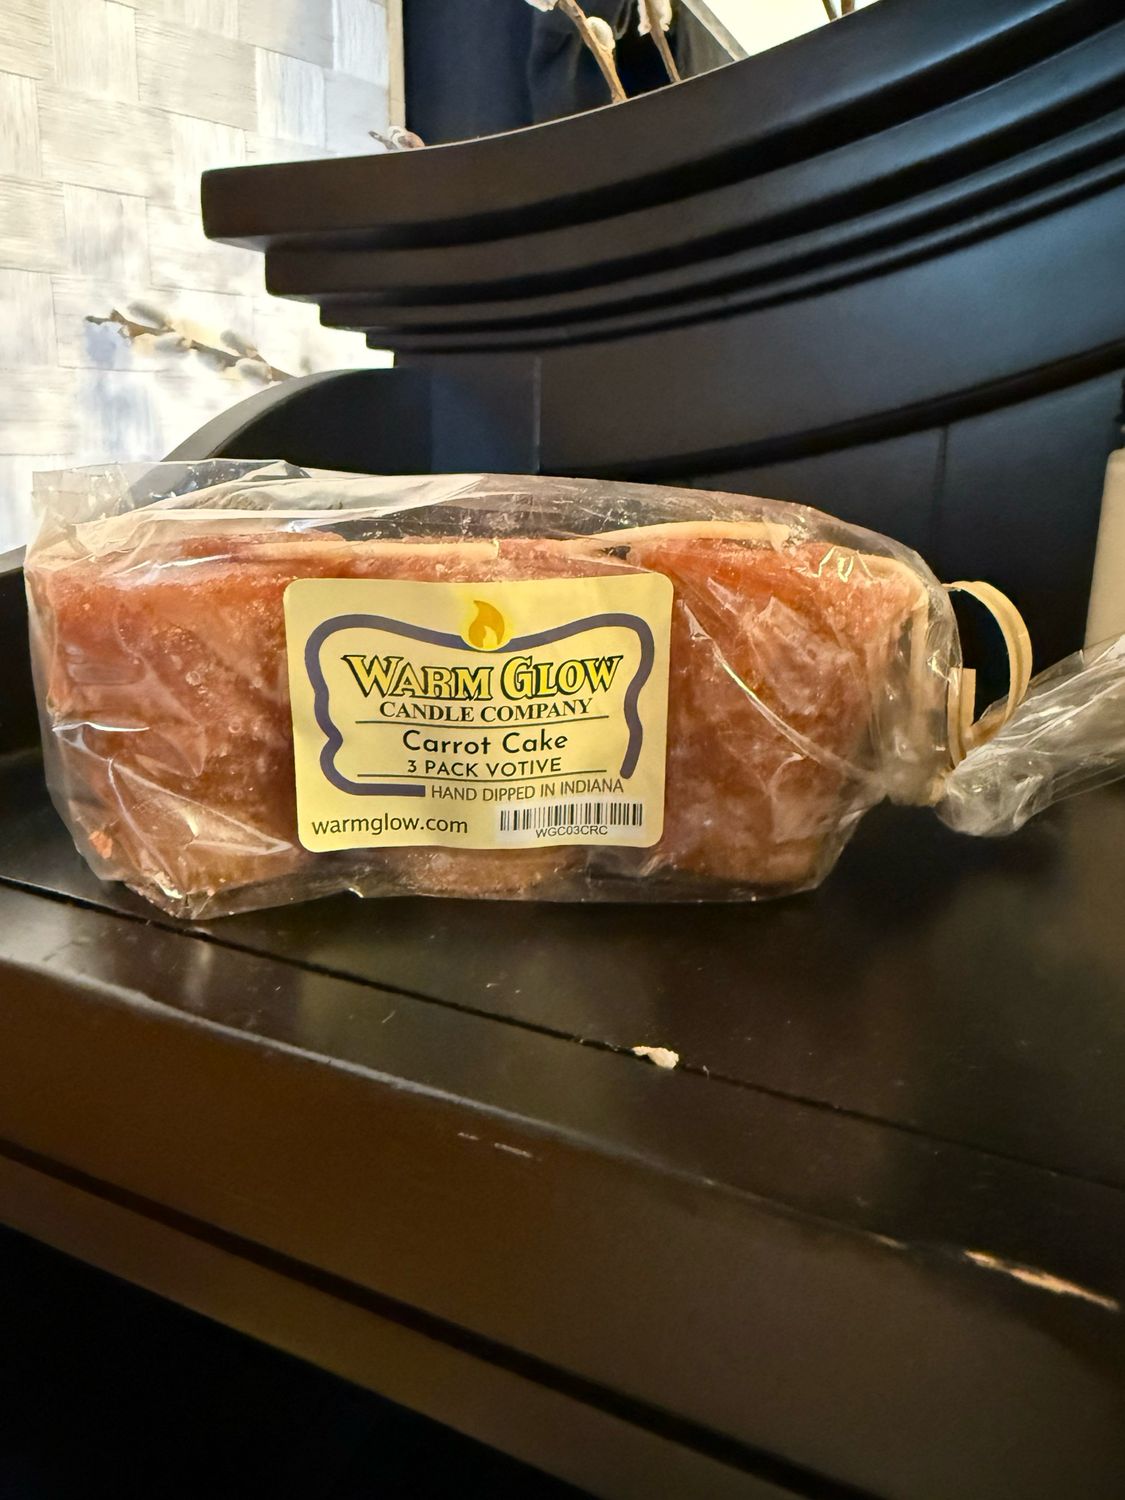 WARM GLOW
CANDLE COMPANY
Carrot Cake
3 PACK VOTIVE
HAND DIPPED IN INDIANA
warmglow.com
WGC03CRC